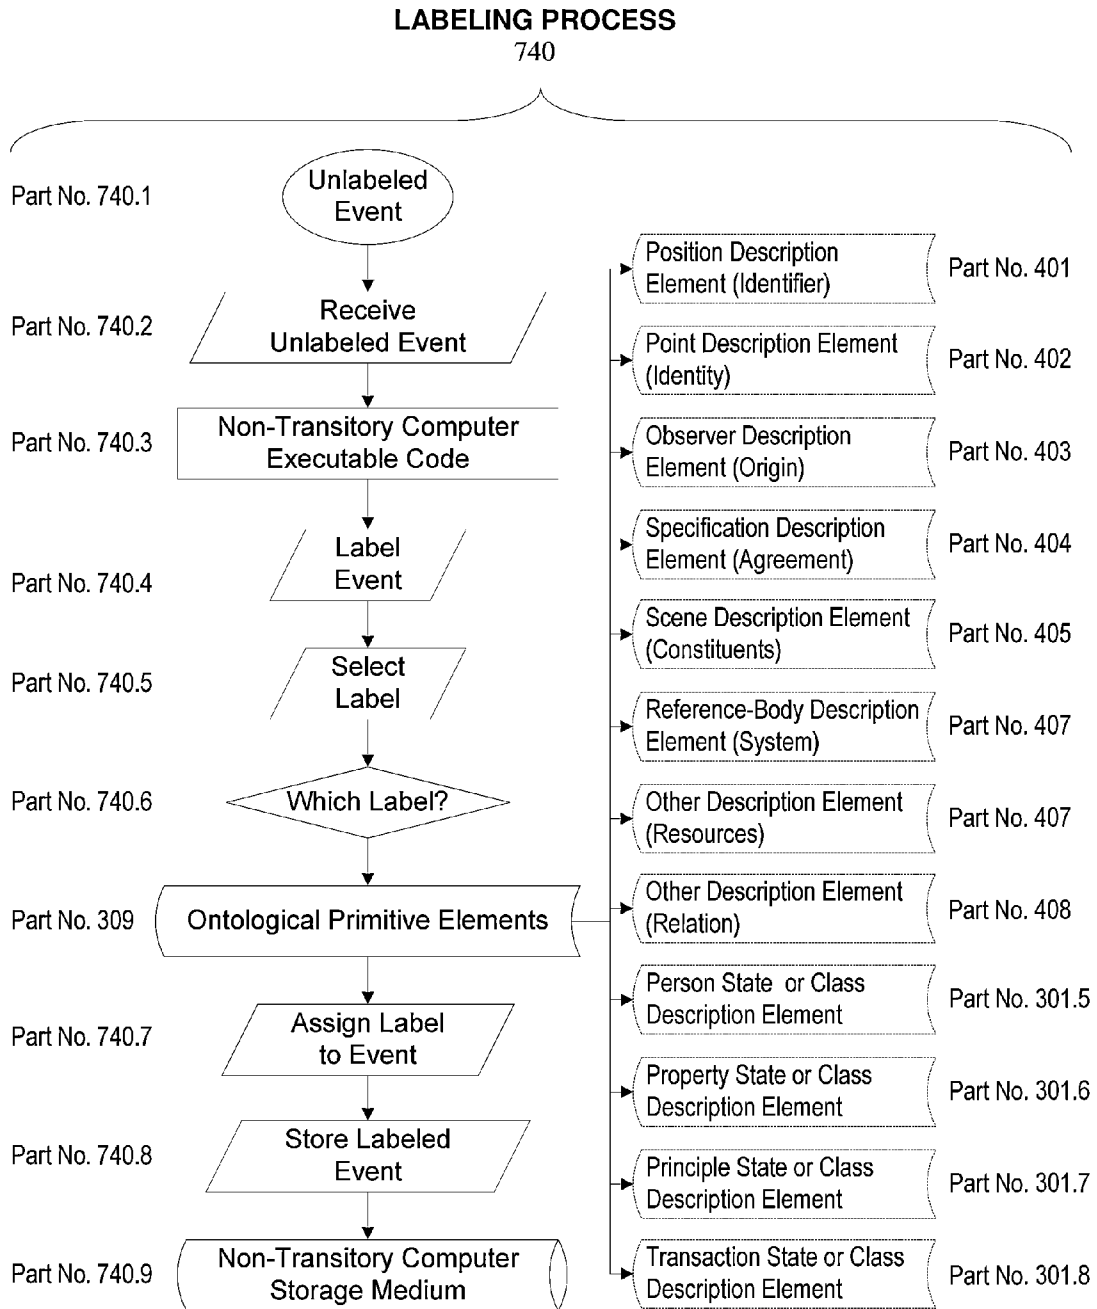 LABELING PROCESS
740
Part No. 740.1
Unlabeled
Event
Part No. 740.2
Receive
Unlabeled Event
Part No. 740.3
Non-Transitory Computer
Executable Code
Part No. 740.4
Label
Event
Part No. 740.5
Select
Label
Part No. 740.6
Which Label?
Part No. 309
Ontological Primitive Elements
Part No. 740.7
Assign Label
to Event
Part No. 740.8
Store Labeled
Event
Part No. 740.9
Non-Transitory Computer
Storage Medium
Position Description
Element (Identifier)
Part No. 401
Point Description Element
(Identity)
Part No. 402
Observer Description
Element (Origin)
Part No. 403
Specification Description
Element (Agreement)
Part No. 404
Scene Description Element
(Constituents)
Part No. 405
Reference-Body Description
Element (System)
Part No. 407
Other Description Element
(Resources)
Part No. 407
Other Description Element
(Relation)
Part No. 408
Person State or Class
Description Element
Part No. 301.5
Property State or Class
Description Element
Part No. 301.6
Principle State or Class
Description Element
Part No. 301.7
Transaction State or Class
Description Element
Part No. 301.8